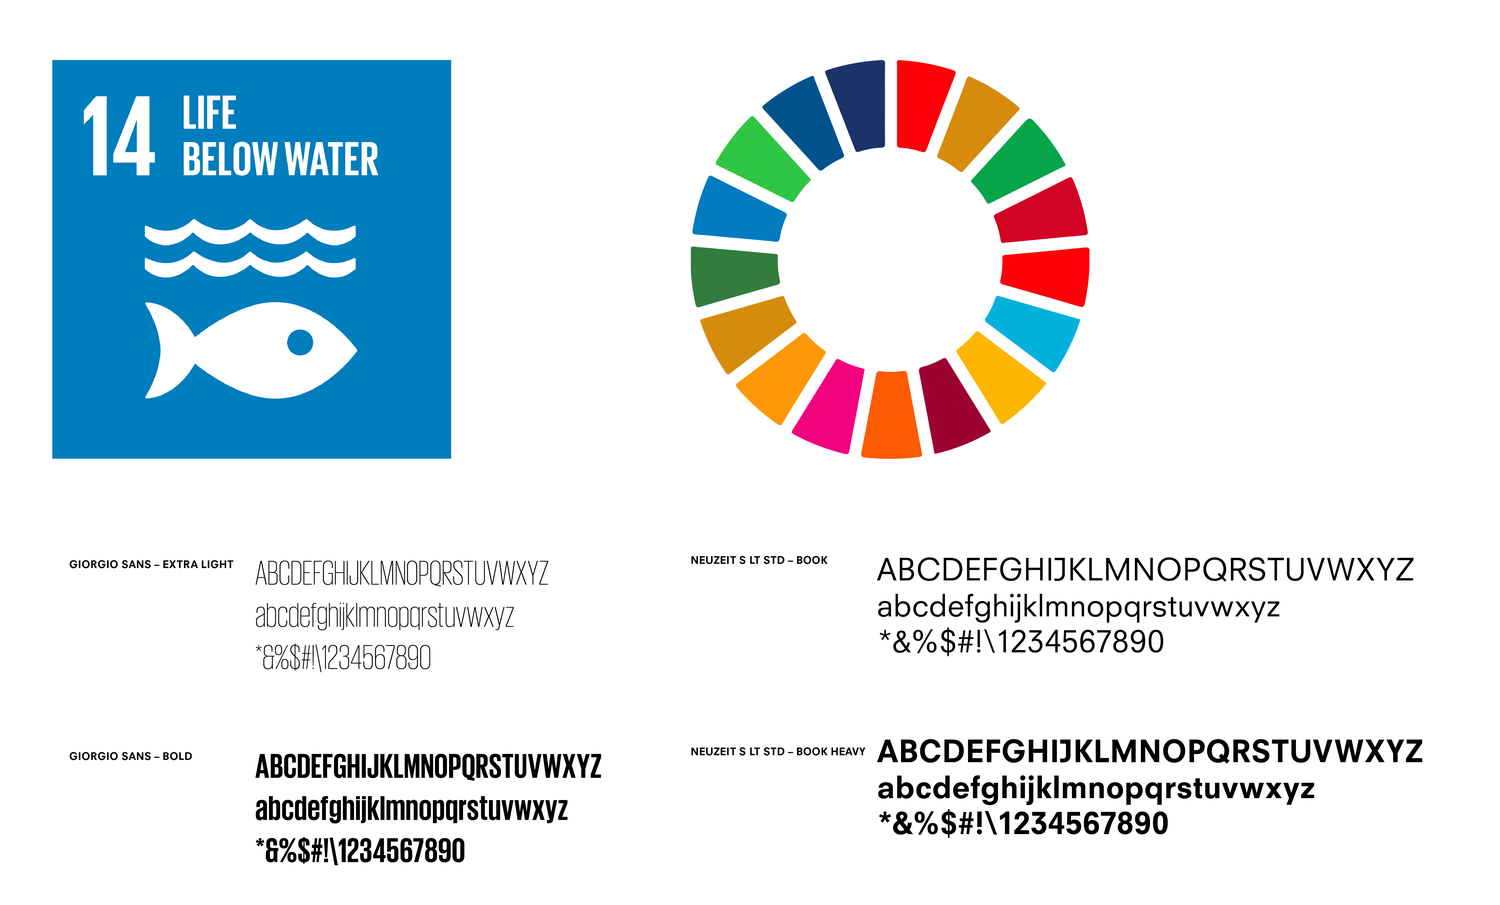 14 LIFE
BELOW WATER
GIORGIO SANS – EXTRA LIGHT
ABCDEFGHIJKLMNOPQRSTUVWXYZ
abcdefghijklmnopqrstuvwxyz
*&%$#!\1234567890
NEUZEIT S LT STD – BOOK
ABCDEFGHIJKLMNOPQRSTUVWXYZ
abcdefghijklmnopqrstuvwxyz
*&%$#!\1234567890
GIORGIO SANS – BOLD
ABCDEFGHIJKLMNOPQRSTUVWXYZ
abcdefghijklmnopqrstuvwxyz
*&%$#!\1234567890
NEUZEIT S LT STD – BOOK HEAVY
ABCDEFGHIJKLMNOPQRSTUVWXYZ
abcdefghijklmnopqrstuvwxyz
*&%$#!\1234567890